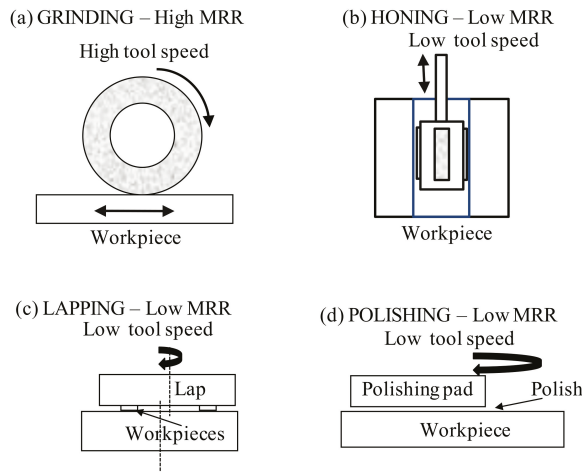 (a) GRINDING – High MRR
High tool speed
Workpiece
(b) HONING – Low MRR
Low tool speed
Workpiece
(c) LAPPING – Low MRR
Low tool speed
Lap
Workpieces
(d) POLISHING – Low MRR
Low tool speed
Polishing pad
Polish
Workpiece